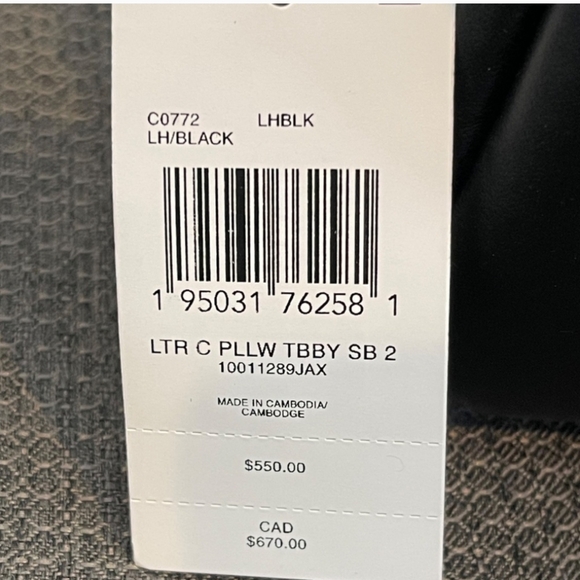 C0772 LHBLK
LH/BLACK
1 95031 76258 1
LTR C PLLW TBBY SB 2
10011289JAX
MADE IN CAMBODIA/
CAMBODGE
$550.00
CAD
$670.00